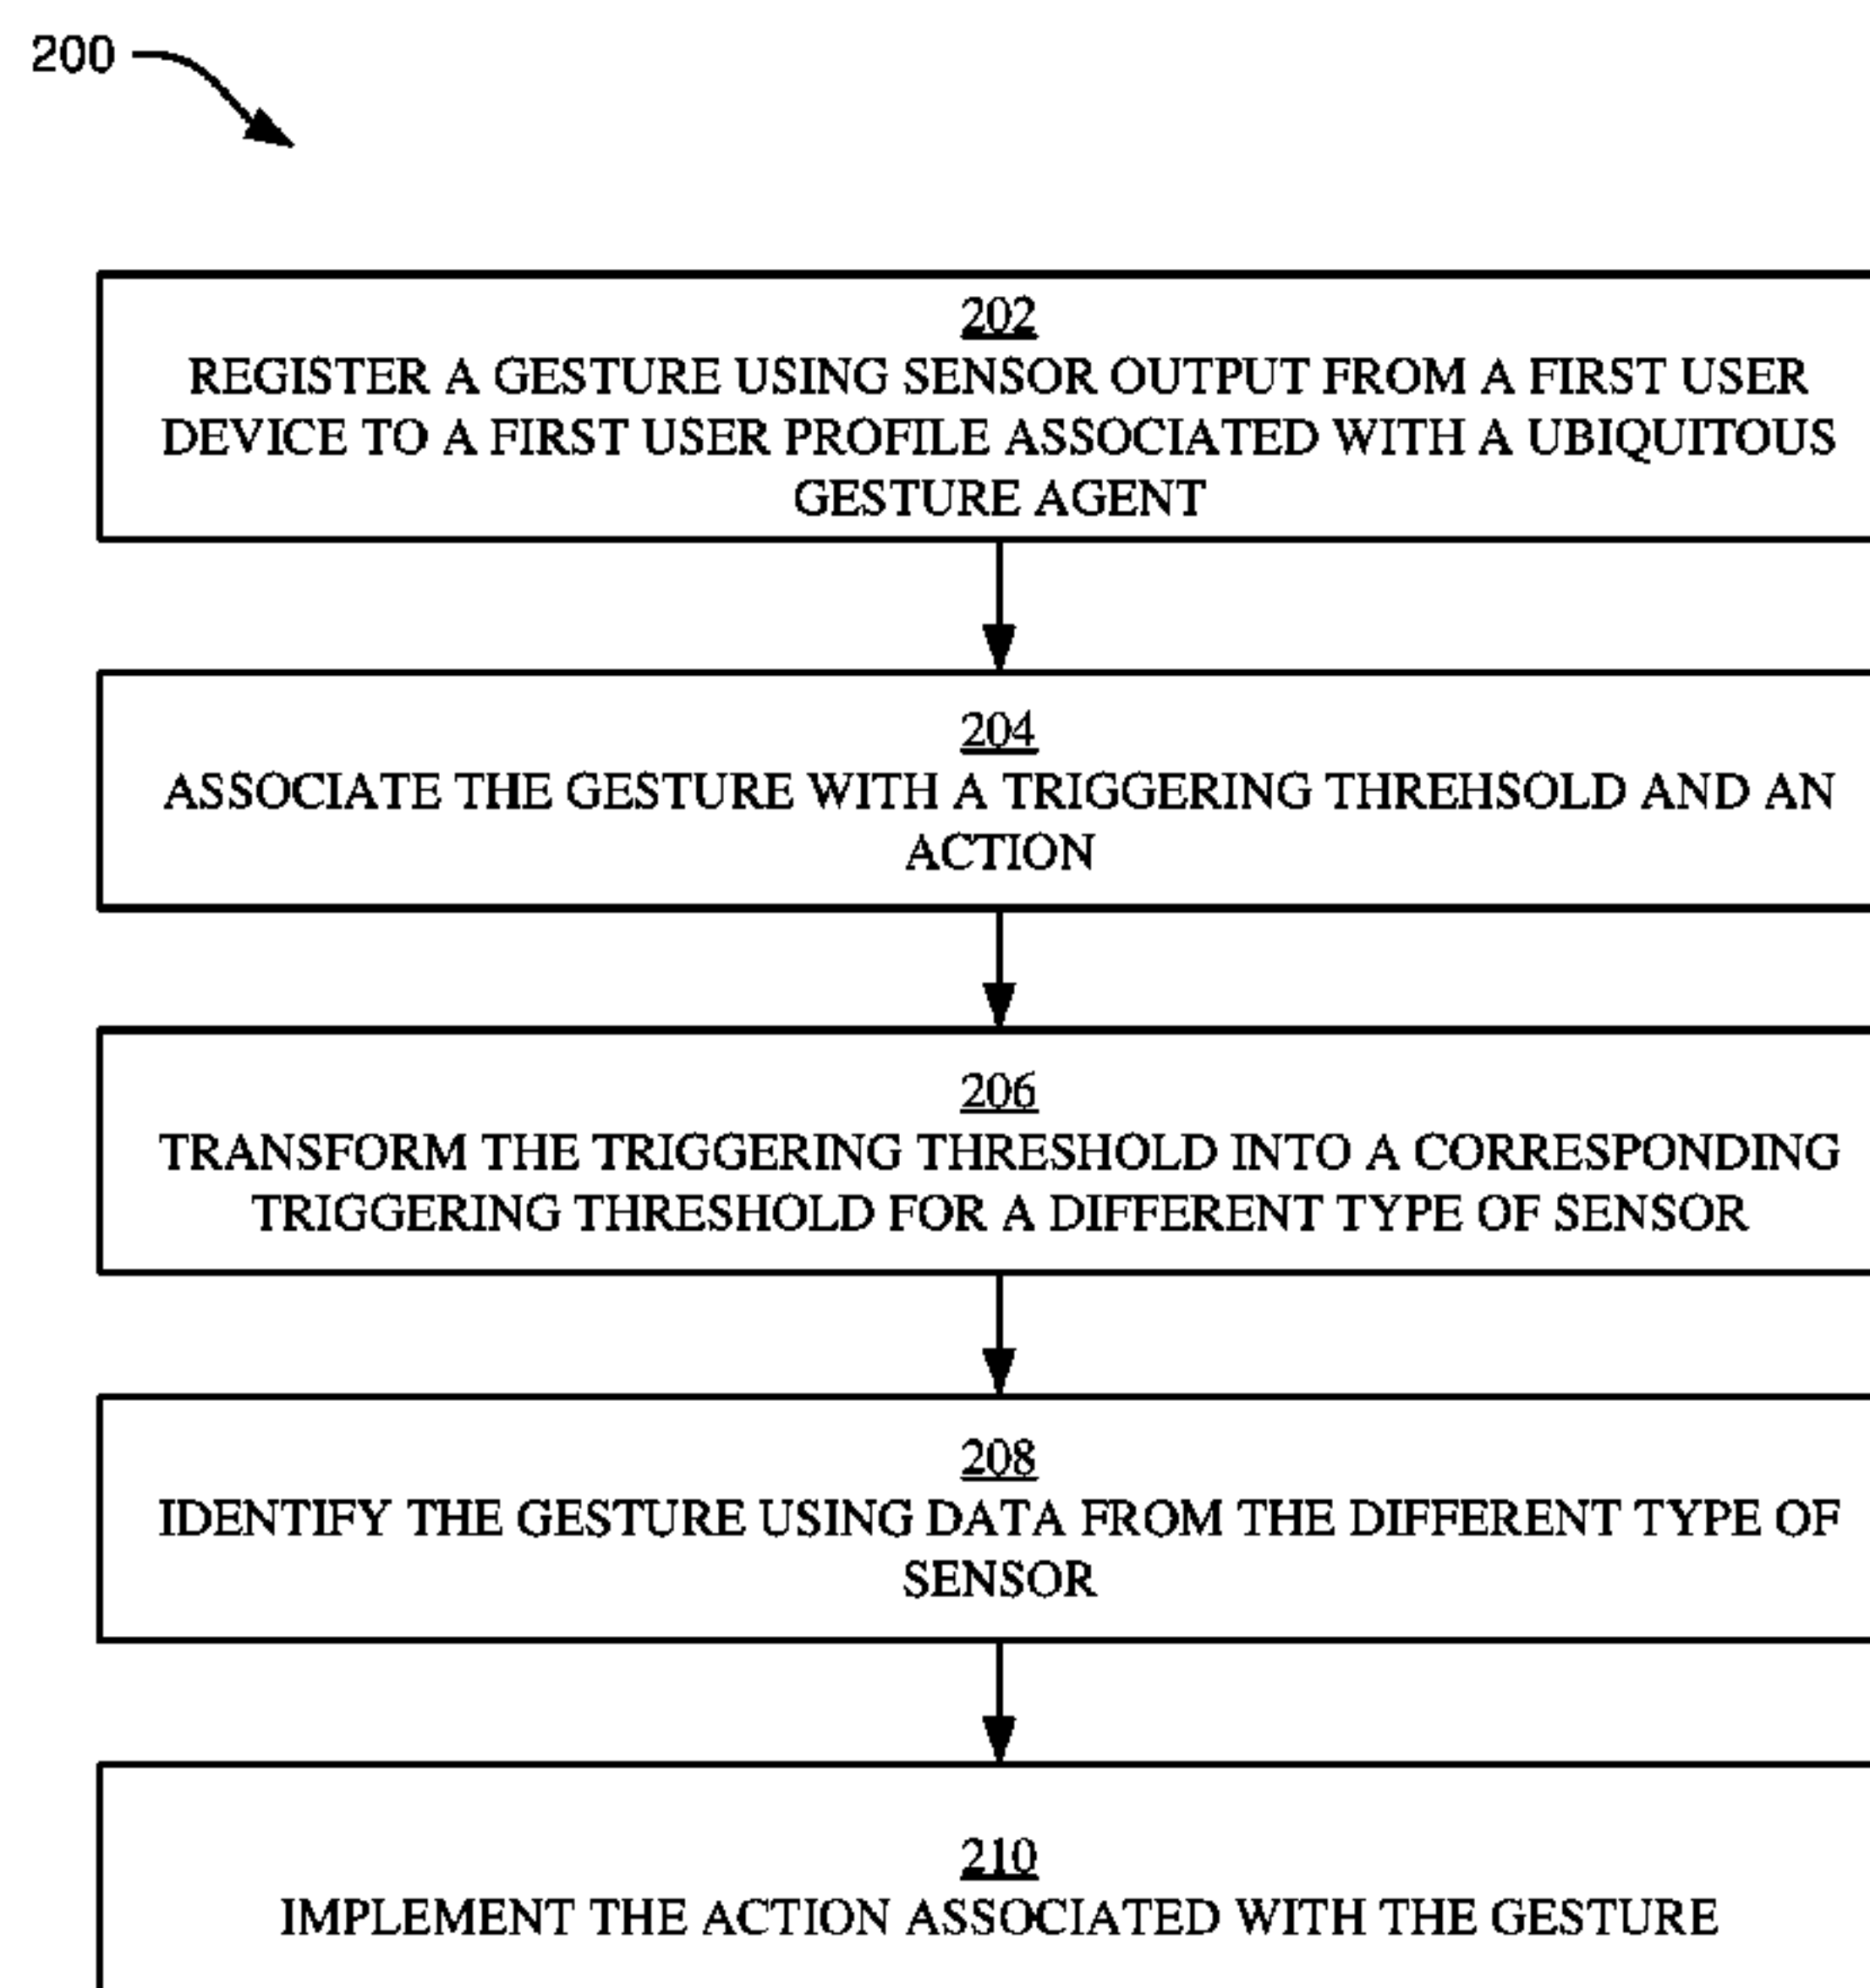 200
202
REGISTER A GESTURE USING SENSOR OUTPUT FROM A FIRST USER
DEVICE TO A FIRST USER PROFILE ASSOCIATED WITH A UBIQUITOUS
GESTURE AGENT
204
ASSOCIATE THE GESTURE WITH A TRIGGERING THREHSOLD AND AN
ACTION
206
TRANSFORM THE TRIGGERING THRESHOLD INTO A CORRESPONDING
TRIGGERING THRESHOLD FOR A DIFFERENT TYPE OF SENSOR
208
IDENTIFY THE GESTURE USING DATA FROM THE DIFFERENT TYPE OF
SENSOR
210
IMPLEMENT THE ACTION ASSOCIATED WITH THE GESTURE